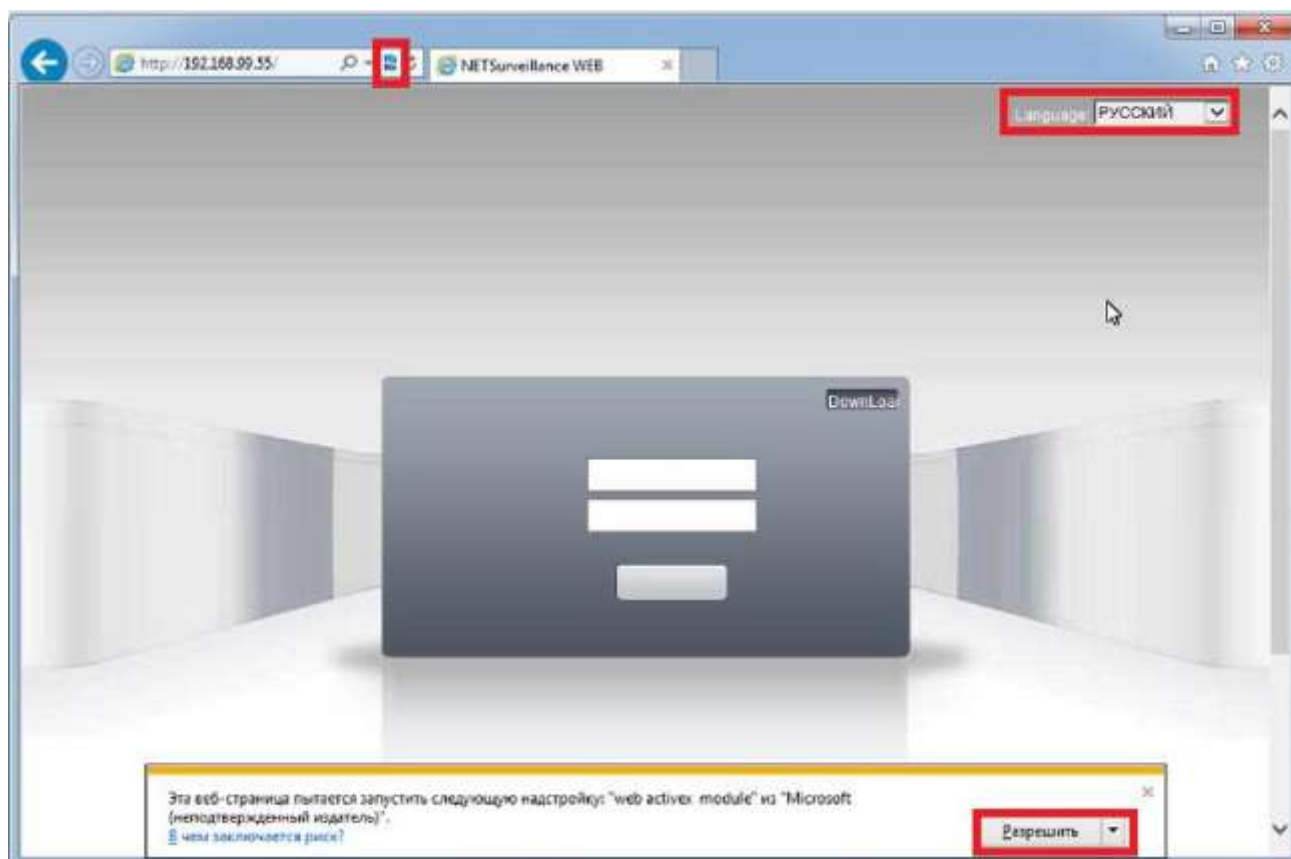 http://192.168.99.55/
NETSurveillance WEB
Language РУССКИЙ
DownLoa
Эта веб-страница пытается запустить следующую надстройку: "web activex module" из "Microsoft
(неподтвержденный издатель)".
В чем заключается риск?
Разрешить